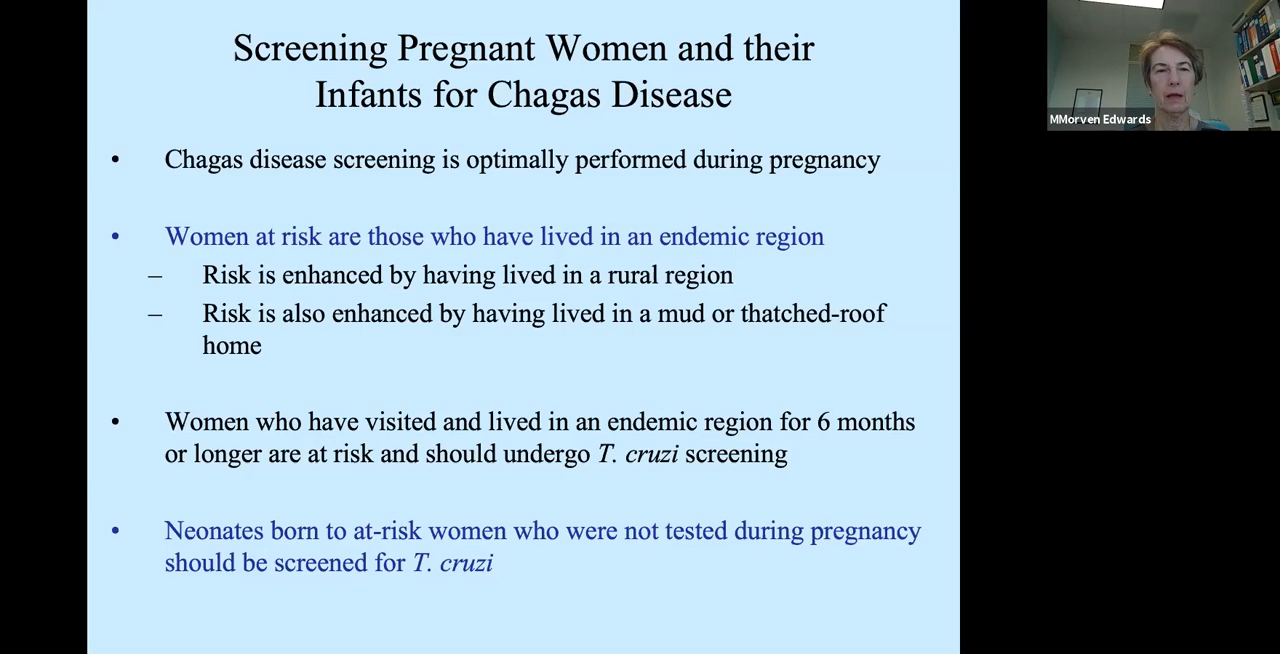 Screening Pregnant Women and their
Infants for Chagas Disease
• Chagas disease screening is optimally performed during pregnancy
• Women at risk are those who have lived in an endemic region
– Risk is enhanced by having lived in a rural region
– Risk is also enhanced by having lived in a mud or thatched-roof
home
• Women who have visited and lived in an endemic region for 6 months
or longer are at risk and should undergo T. cruzi screening
• Neonates born to at-risk women who were not tested during pregnancy
should be screened for T. cruzi
MMorven Edwards